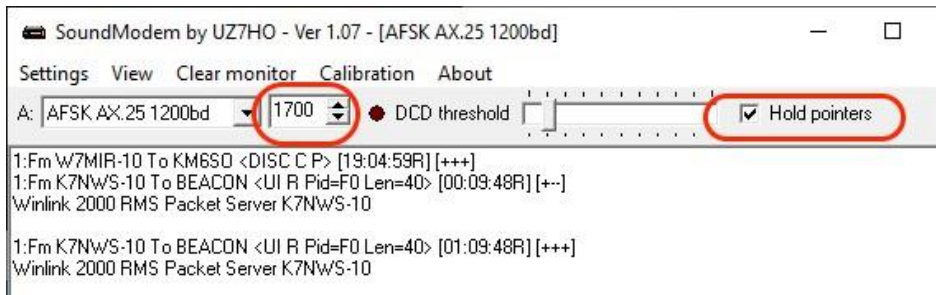 SoundModem by UZ7HO - Ver 1.07 - [AFSK AX.25 1200bd]
Settings View Clear monitor Calibration About
A: AFSK AX.25 1200bd 1700 DCD threshold Hold pointers
1:Fm W7MIR-10 To KM6SO <DISC C P> [19:04:59R] [+++]
1:Fm K7NWS-10 To BEACON <UI R Pid=F0 Len=40> [00:09:48R] [+--]
Winlink 2000 RMS Packet Server K7NWS-10
1:Fm K7NWS-10 To BEACON <UI R Pid=F0 Len=40> [01:09:48R] [+++]
Winlink 2000 RMS Packet Server K7NWS-10